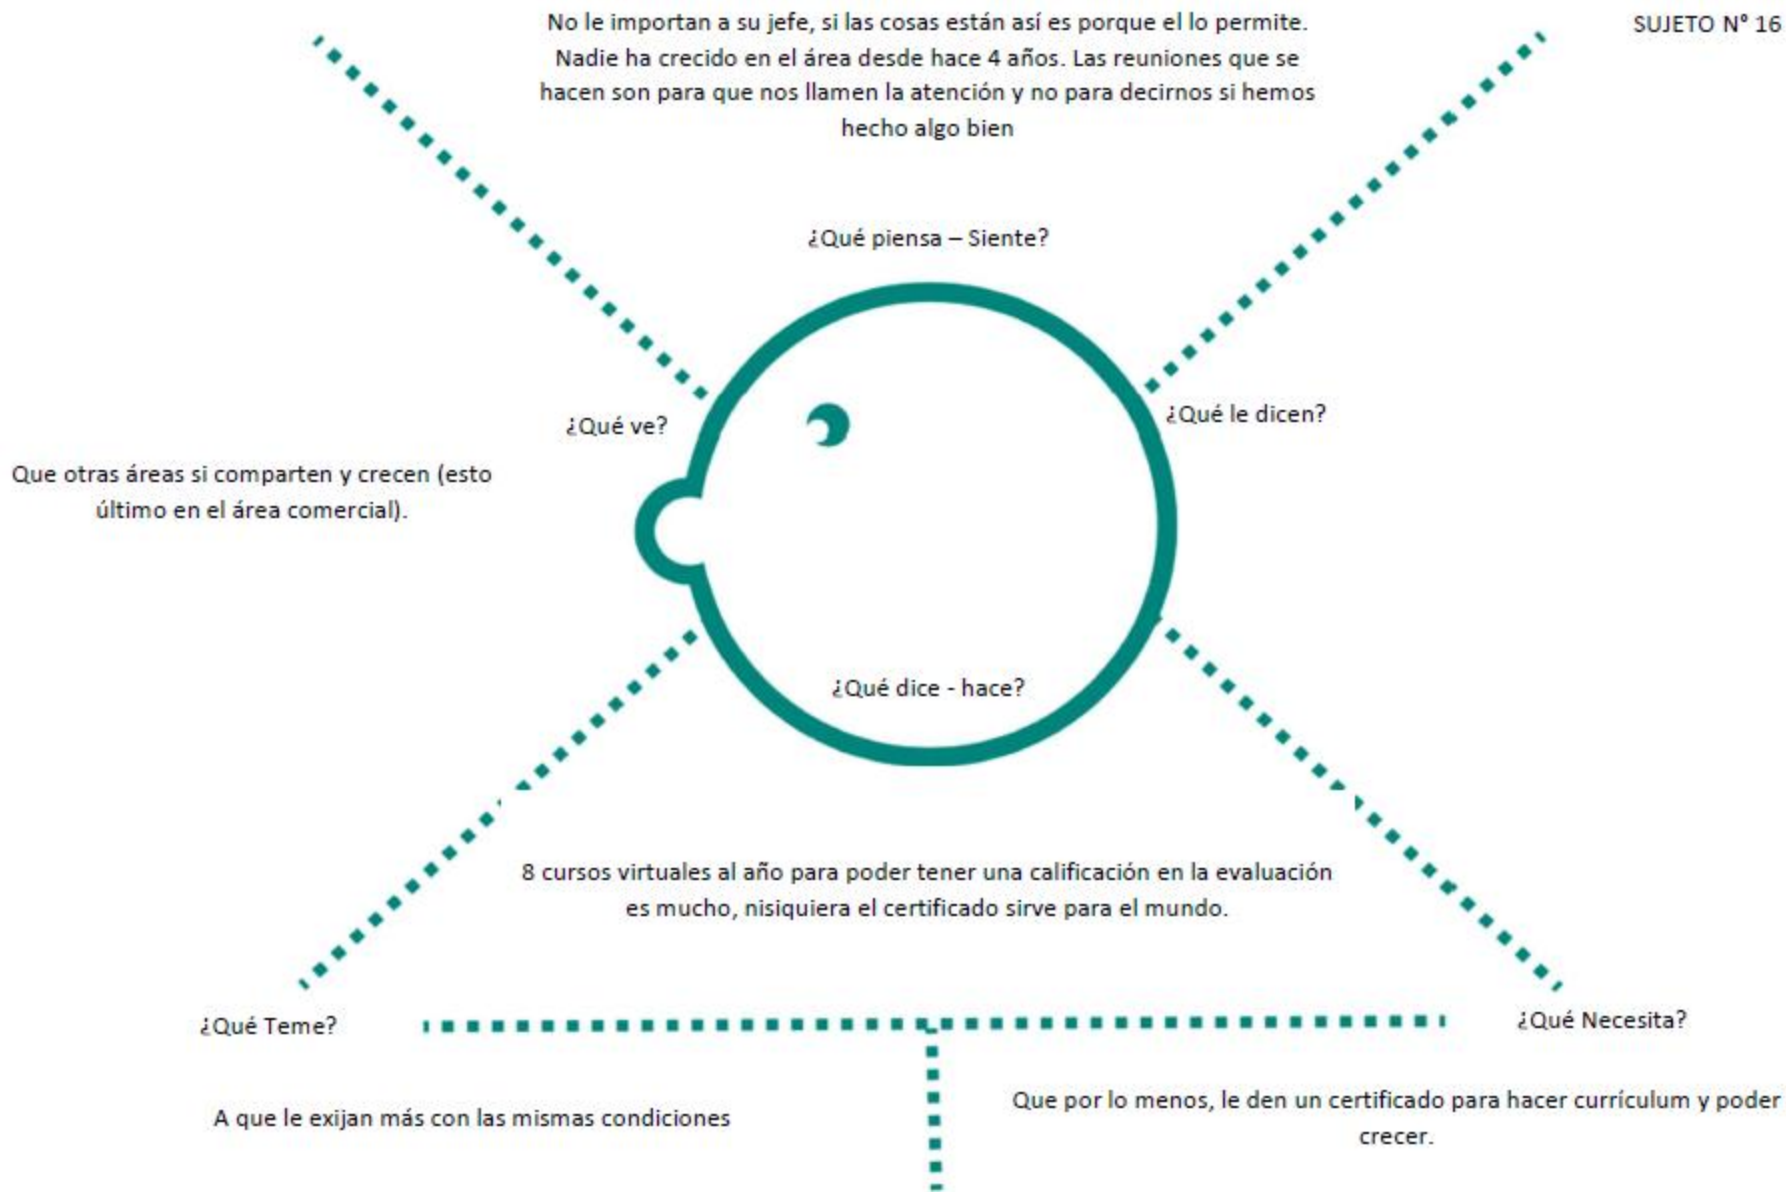 No le importan a su jefe, si las cosas están así es porque el lo permite.
Nadie ha crecido en el área desde hace 4 años. Las reuniones que se
hacen son para que nos llamen la atención y no para decirnos si hemos
hecho algo bien
SUJETO Nº 16
¿Qué piensa – Siente?
¿Qué ve?
¿Qué le dicen?
Que otras áreas si comparten y crecen (esto
último en el área comercial).
¿Qué dice - hace?
8 cursos virtuales al año para poder tener una calificación en la evaluación
es mucho, nisiquiera el certificado sirve para el mundo.
¿Qué Teme?
¿Qué Necesita?
A que le exijan más con las mismas condiciones
Que por lo menos, le den un certificado para hacer currículum y poder
crecer.